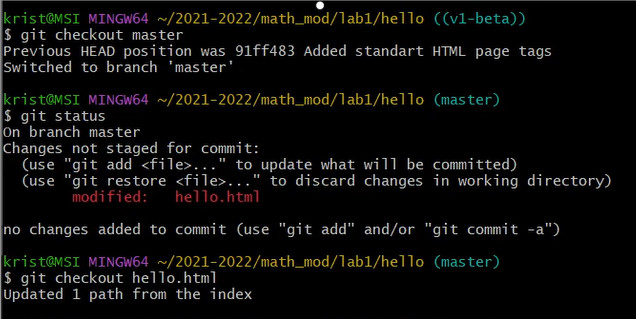 krist@MSI MINGW64 ~/2021-2022/math_mod/lab1/hello ((v1-beta))
$ git checkout master
Previous HEAD position was 91ff483 Added standart HTML page tags
Switched to branch 'master'
krist@MSI MINGW64 ~/2021-2022/math_mod/lab1/hello (master)
$ git status
On branch master
Changes not staged for commit:
  (use "git add <file>..." to update what will be committed)
  (use "git restore <file>..." to discard changes in working directory)
        modified:   hello.html
no changes added to commit (use "git add" and/or "git commit -a")
krist@MSI MINGW64 ~/2021-2022/math_mod/lab1/hello (master)
$ git checkout hello.html
Updated 1 path from the index